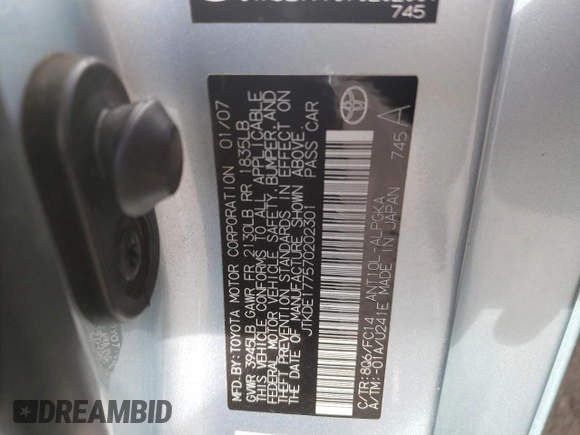 745
MFD.BY:TOYOTA MOTOR CORPORATION 01/07
GVWR 3945LB GAWR FR 2130LB RR 1835LB
THIS VEHICLE CONFORMS TO ALL APPLICABLE
FEDERAL MOTOR VEHICLE SAFETY, BUMPER, AND
THEFT PREVENTION STANDARDS IN EFFECT ON
THE DATE OF MANUFACTURE SHOWN ABOVE.
JTKDE177570202301 PASS CAR
C/TR:8Q6/FC14 ANT10L-ALPGKA
A/TM:-01A/U241E MADE IN JAPAN 745 A
DREAMBID